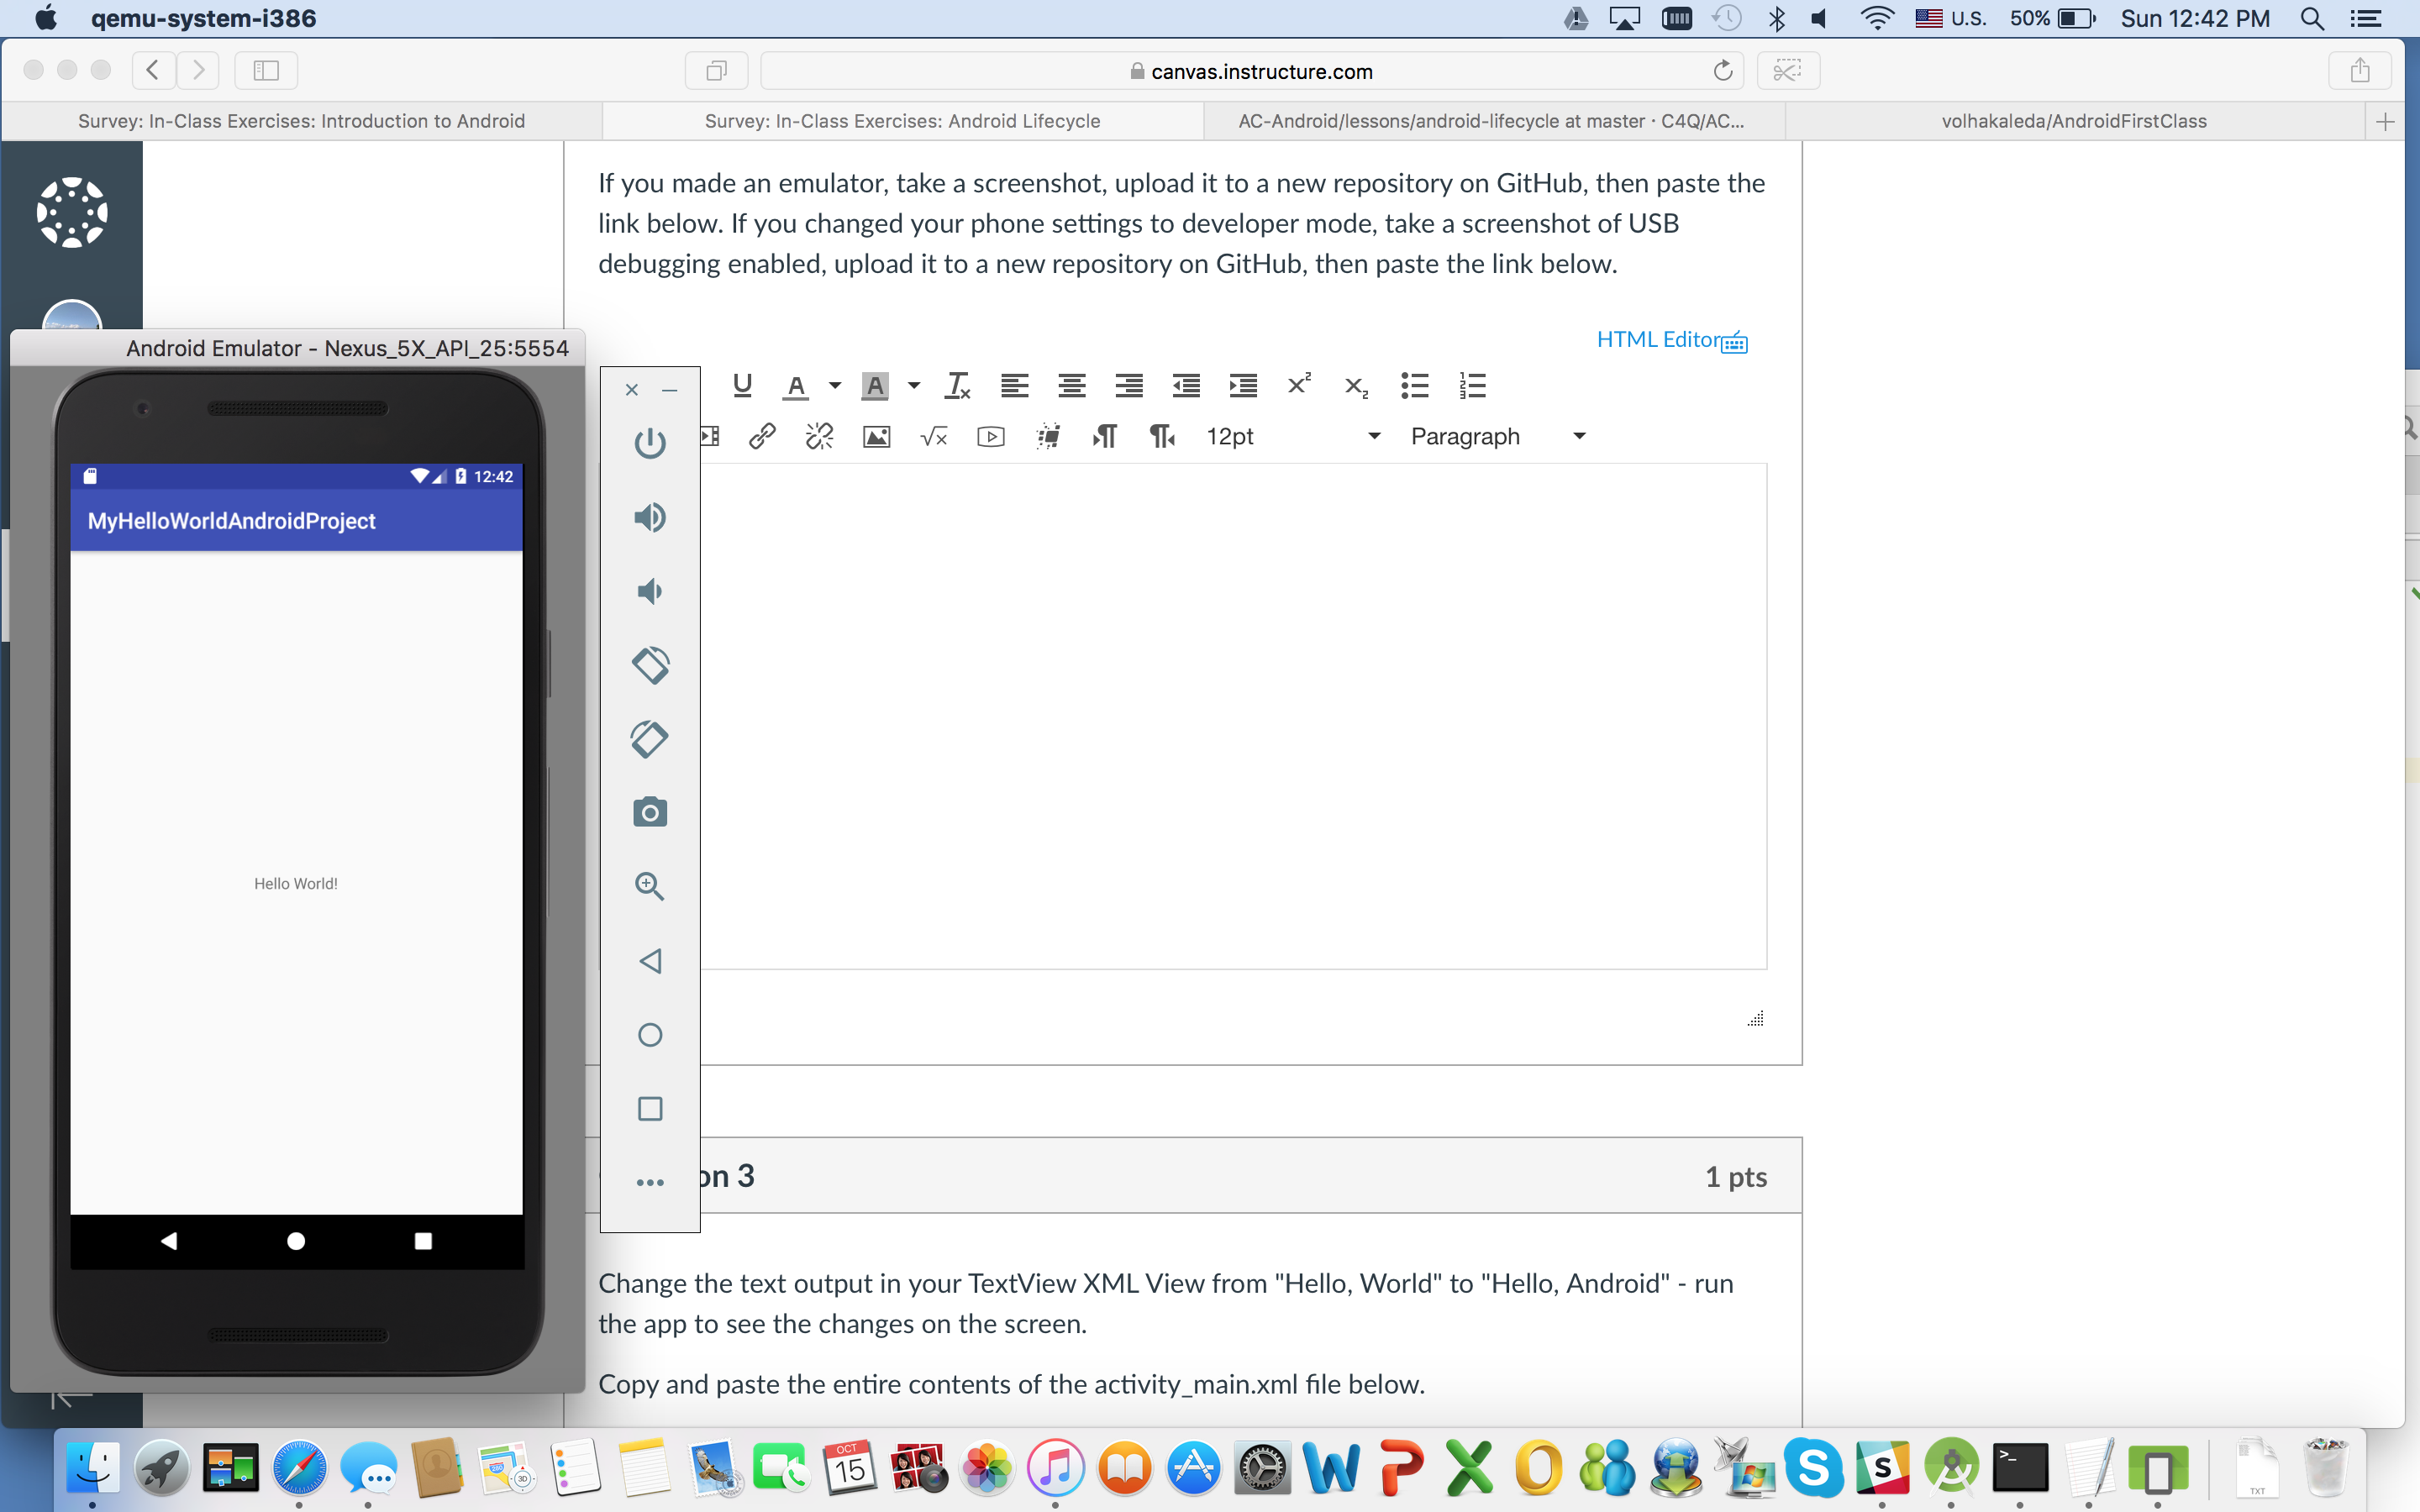 qemu-system-i386
U.S. 50% Sun 12:42 PM
canvas.instructure.com
Survey: In-Class Exercises: Introduction to Android
Survey: In-Class Exercises: Android Lifecycle
AC-Android/lessons/android-lifecycle at master · C4Q/AC...
volhakaleda/AndroidFirstClass
If you made an emulator, take a screenshot, upload it to a new repository on GitHub, then paste the
link below. If you changed your phone settings to developer mode, take a screenshot of USB
debugging enabled, upload it to a new repository on GitHub, then paste the link below.
HTML Editor
Android Emulator - Nexus_5X_API_25:5554
12pt
Paragraph
12:42
MyHelloWorldAndroidProject
Hello World!
on 3
1 pts
Change the text output in your TextView XML View from "Hello, World" to "Hello, Android" - run
the app to see the changes on the screen.
Copy and paste the entire contents of the activity_main.xml file below.
OCT
15
3D
TXT